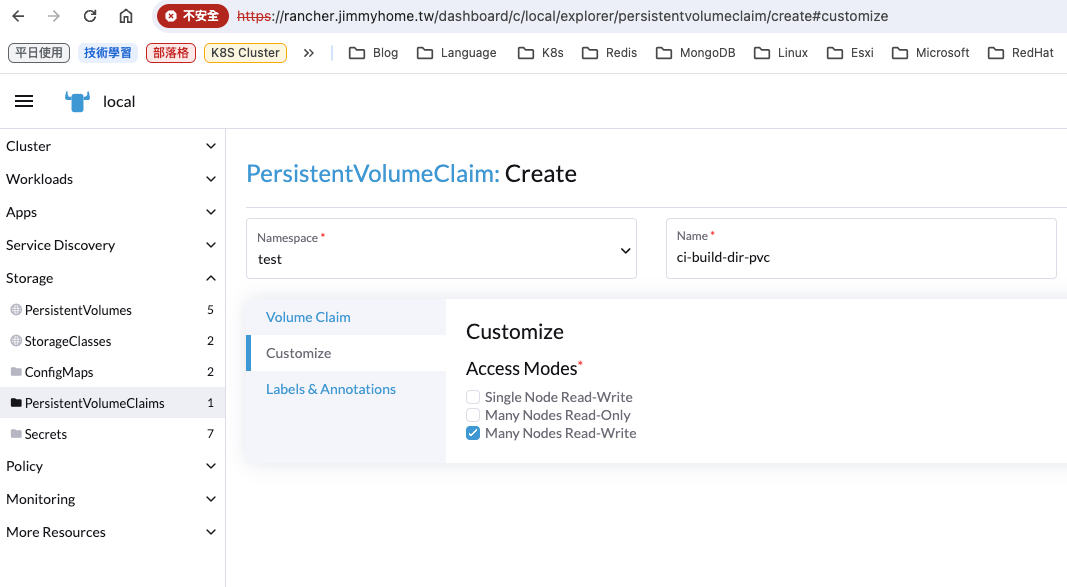 不安全 https://rancher.jimmyhome.tw/dashboard/c/local/explorer/persistentvolumeclaim/create#customize
平日使用 技術學習 部落格 K8S Cluster Blog Language K8s Redis MongoDB Linux Esxi Microsoft RedHat
local
Cluster
Workloads
Apps
Service Discovery
Storage
PersistentVolumes 5
StorageClasses 2
ConfigMaps 2
PersistentVolumeClaims 1
Secrets 7
Policy
Monitoring
More Resources
PersistentVolumeClaim: Create
Namespace *
test
Name *
ci-build-dir-pvc
Volume Claim
Customize
Labels & Annotations
Customize
Access Modes*
Single Node Read-Write
Many Nodes Read-Only
Many Nodes Read-Write